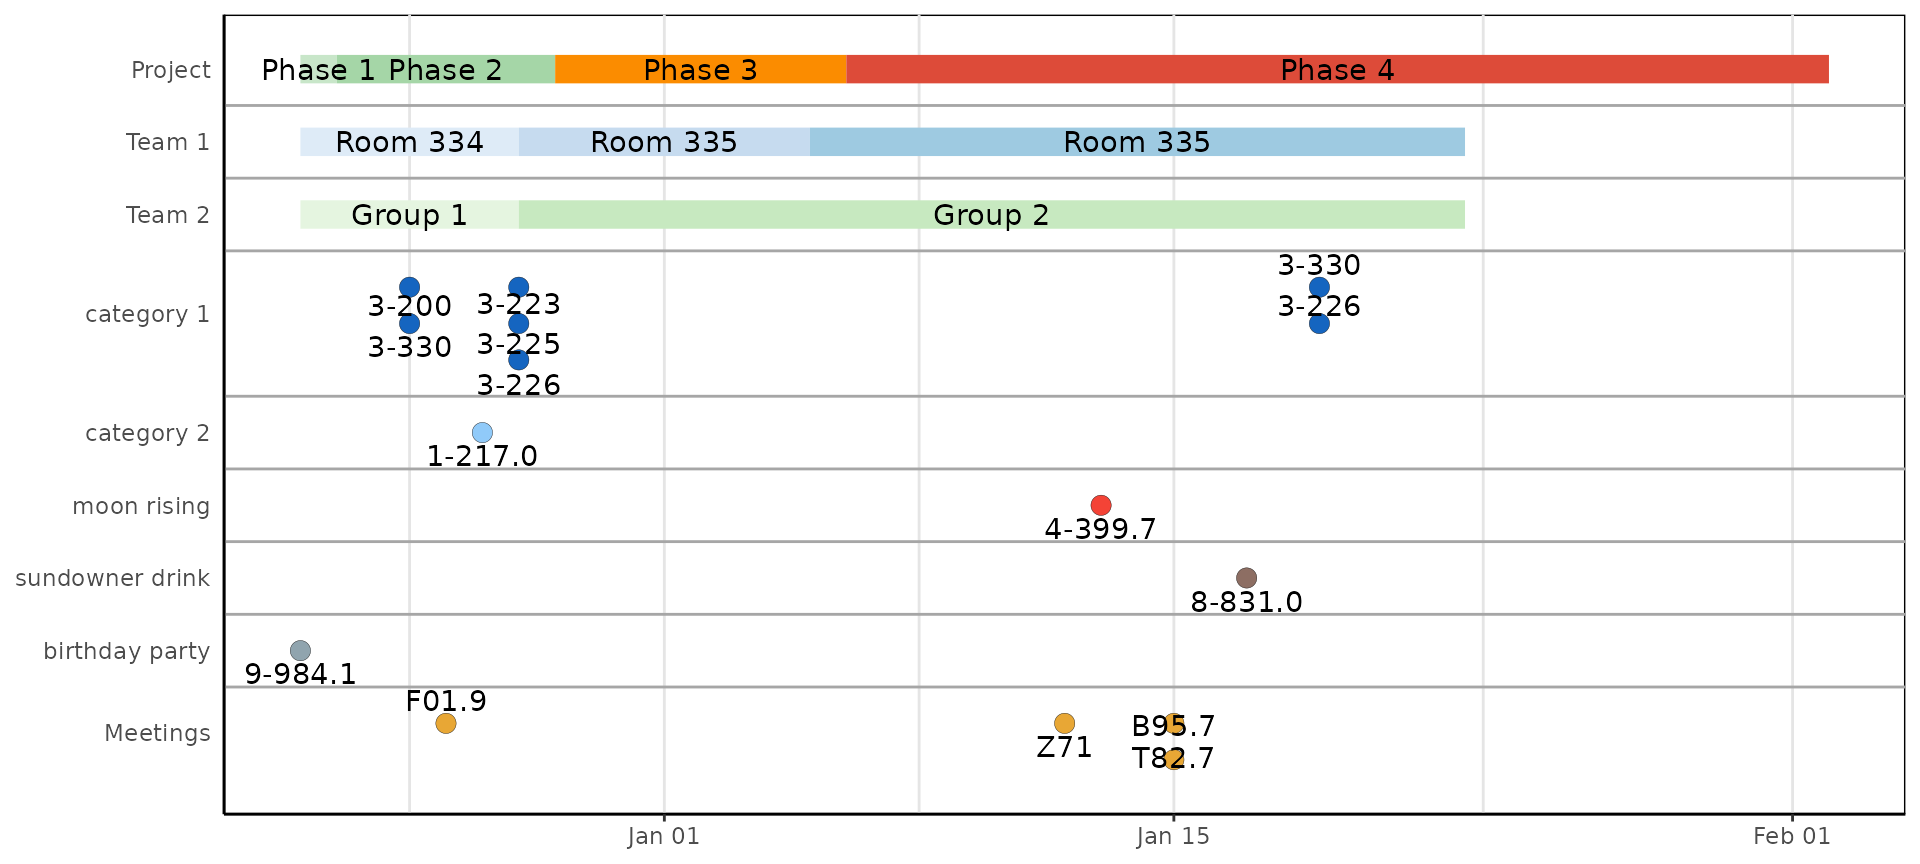 Project
Phase 1 Phase 2 Phase 3 Phase 4
Team 1
Room 334 Room 335 Room 335
Team 2
Group 1 Group 2
category 1
3-330
3-200 3-223 3-226
3-330 3-225
3-226
category 2
1-217.0
moon rising
4-399.7
sundowner drink
8-831.0
birthday party
9-984.1
F01.9
Meetings
Z71 B95.7
T82.7
Jan 01 Jan 15 Feb 01